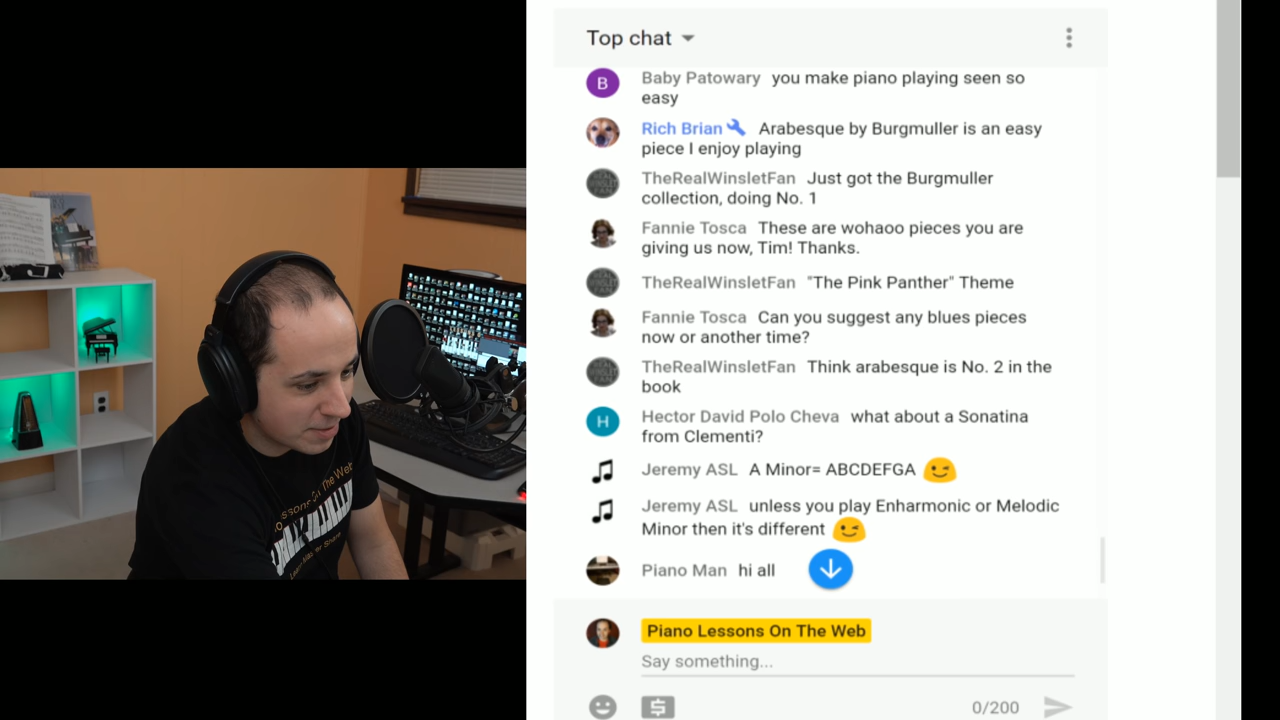 Top chat
B
Baby Patowary you make piano playing seen so
easy
Rich Brian Arabesque by Burgmuller is an easy
piece I enjoy playing
TheRealWinsletFan Just got the Burgmuller
collection, doing No. 1
Fannie Tosca These are wohaoo pieces you are
giving us now, Tim! Thanks.
TheRealWinsletFan "The Pink Panther" Theme
Fannie Tosca Can you suggest any blues pieces
now or another time?
TheRealWinsletFan Think arabesque is No. 2 in the
book
H
Hector David Polo Cheva what about a Sonatina
from Clementi?
Jeremy ASL A Minor= ABCDEFGA 😉
Jeremy ASL unless you play Enharmonic or Melodic
Minor then it's different 😉
Piano Man hi all
Piano Lessons On The Web
Say something...
0/200
ssons On The Web